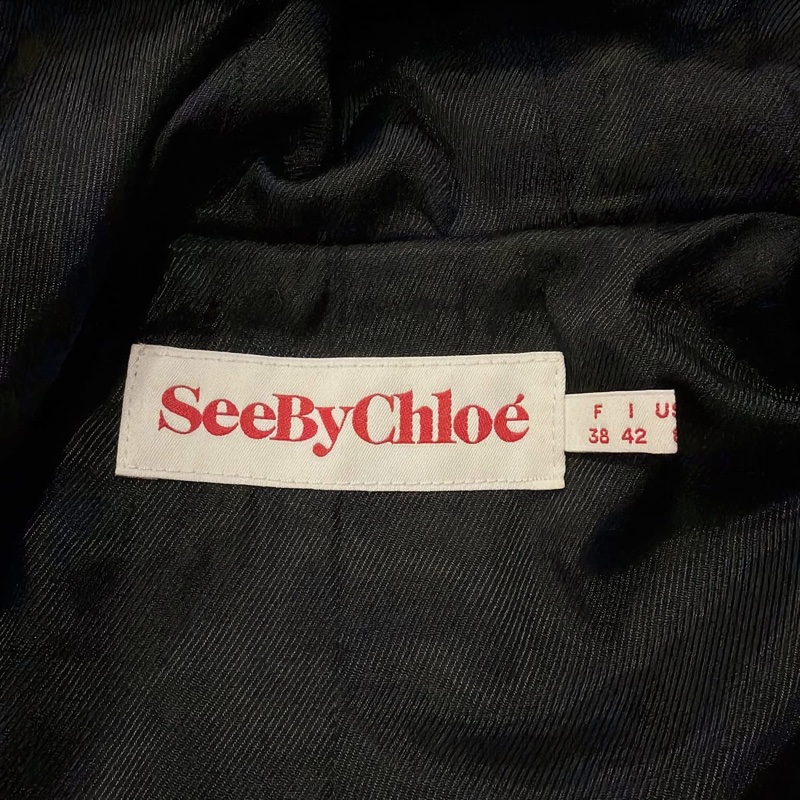 SeeByChloé
F I US
38 42